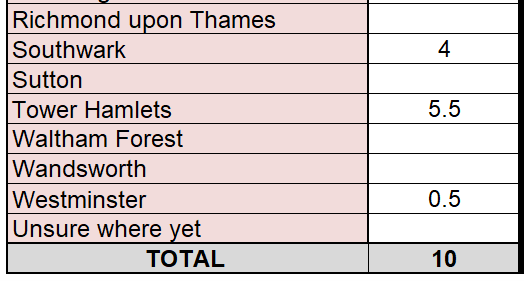 Richmond upon Thames
Southwark 4
Sutton
Tower Hamlets 5.5
Waltham Forest
Wandsworth
Westminster 0.5
Unsure where yet
TOTAL 10